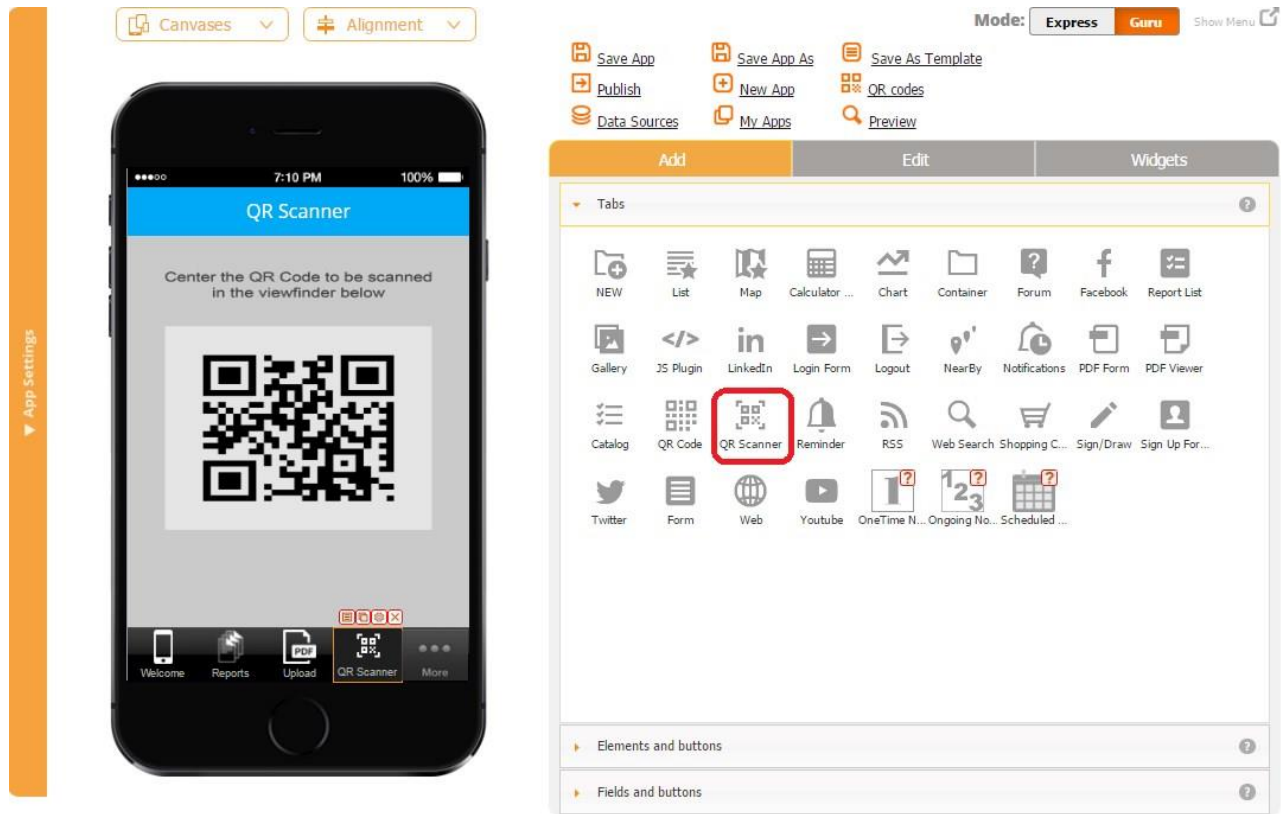 Canvases
Alignment
Mode: Express Guru Show Menu
Save App
Save App As
Save As Template
Publish
New App
QR codes
Data Sources
My Apps
Preview
App Settings
7:10 PM 100%
QR Scanner
Center the QR Code to be scanned
in the viewfinder below
Welcome Reports Upload QR Scanner More
PDF
Add Edit Widgets
Tabs
NEW List Map Calculator ... Chart Container Forum Facebook Report List
Gallery JS Plugin LinkedIn Login Form Logout NearBy Notifications PDF Form PDF Viewer
Catalog QR Code QR Scanner Reminder RSS Web Search Shopping C... Sign/Draw Sign Up For...
Twitter Form Web Youtube OneTime N... Ongoing No... Scheduled ...
Elements and buttons
Fields and buttons